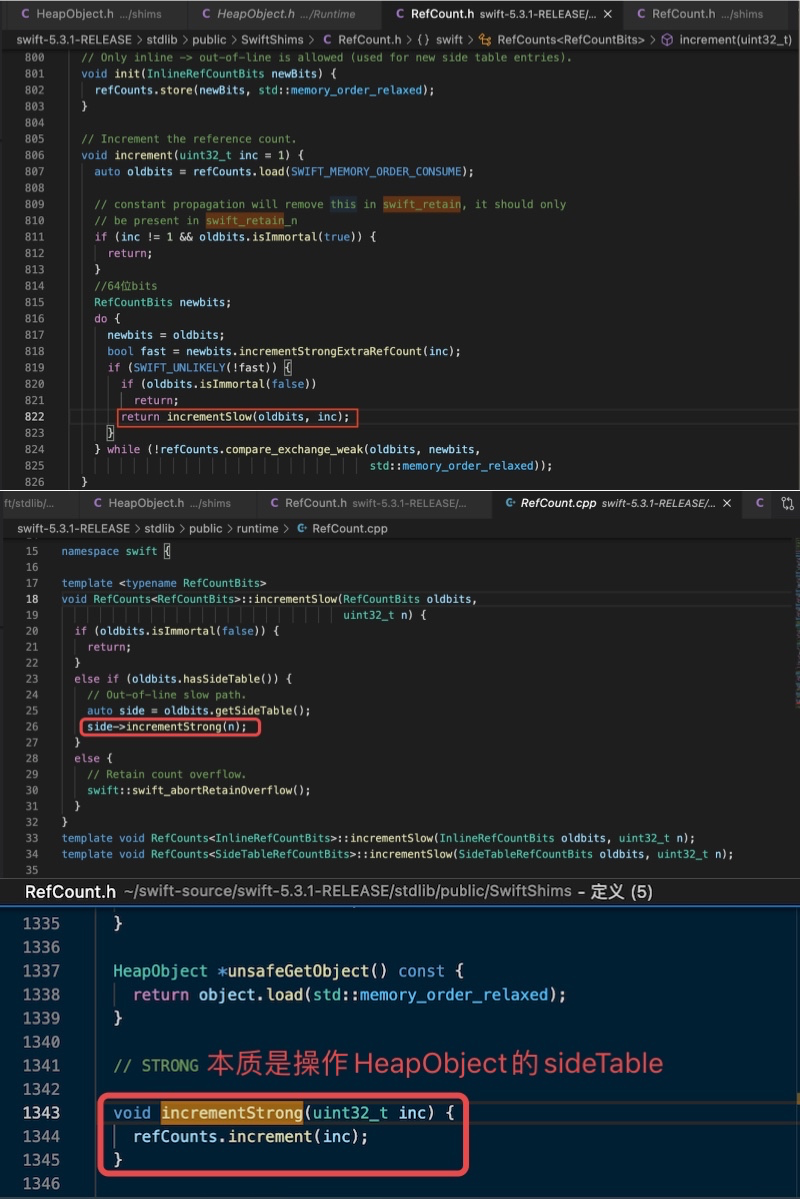 C HeapObject.h .../shims C HeapObject.h .../Runtime C RefCount.h swift-5.3.1-RELEASE/... × C RefCount.h .../shims
swift-5.3.1-RELEASE > stdlib > public > SwiftShims > C RefCount.h > {} swift > RefCounts<RefCountBits> > increment(uint32_t)
800 // Only inline -> out-of-line is allowed (used for new side table entries).
801 void init(InlineRefCountBits newBits) {
802 refCounts.store(newBits, std::memory_order_relaxed);
803 }
804
805 // Increment the reference count.
806 void increment(uint32_t inc = 1) {
807 auto oldbits = refCounts.load(SWIFT_MEMORY_ORDER_CONSUME);
808
809 // constant propagation will remove this in swift_retain, it should only
810 // be present in swift_retain_n
811 if (inc != 1 && oldbits.isImmortal(true)) {
812 return;
813 }
814 //64位bits
815 RefCountBits newbits;
816 do {
817 newbits = oldbits;
818 bool fast = newbits.incrementStrongExtraRefCount(inc);
819 if (SWIFT_UNLIKELY(!fast)) {
820 if (oldbits.isImmortal(false))
821 return;
822 return incrementSlow(oldbits, inc);
823 }
824 } while (!refCounts.compare_exchange_weak(oldbits, newbits,
825 std::memory_order_relaxed));
826 }
ft/stdlib/... C HeapObject.h .../shims C RefCount.h swift-5.3.1-RELEASE/... RefCount.cpp swift-5.3.1-RELEASE/... × C
swift-5.3.1-RELEASE > stdlib > public > runtime > RefCount.cpp
15 namespace swift {
16
17 template <typename RefCountBits>
18 void RefCounts<RefCountBits>::incrementSlow(RefCountBits oldbits,
19 uint32_t n) {
20 if (oldbits.isImmortal(false)) {
21 return;
22 }
23 else if (oldbits.hasSideTable()) {
24 // Out-of-line slow path.
25 auto side = oldbits.getSideTable();
26 side->incrementStrong(n);
27 }
28 else {
29 // Retain count overflow.
30 swift::swift_abortRetainOverflow();
31 }
32 }
33 template void RefCounts<InlineRefCountBits>::incrementSlow(InlineRefCountBits oldbits, uint32_t n);
34 template void RefCounts<SideTableRefCountBits>::incrementSlow(SideTableRefCountBits oldbits, uint32_t n);
35
RefCount.h ~/swift-source/swift-5.3.1-RELEASE/stdlib/public/SwiftShims – 定义 (5)
1335 }
1336
1337 HeapObject *unsafeGetObject() const {
1338 return object.load(std::memory_order_relaxed);
1339 }
1340
1341 // STRONG 本质是操作HeapObject的sideTable
1342
1343 void incrementStrong(uint32_t inc) {
1344 refCounts.increment(inc);
1345 }
1346